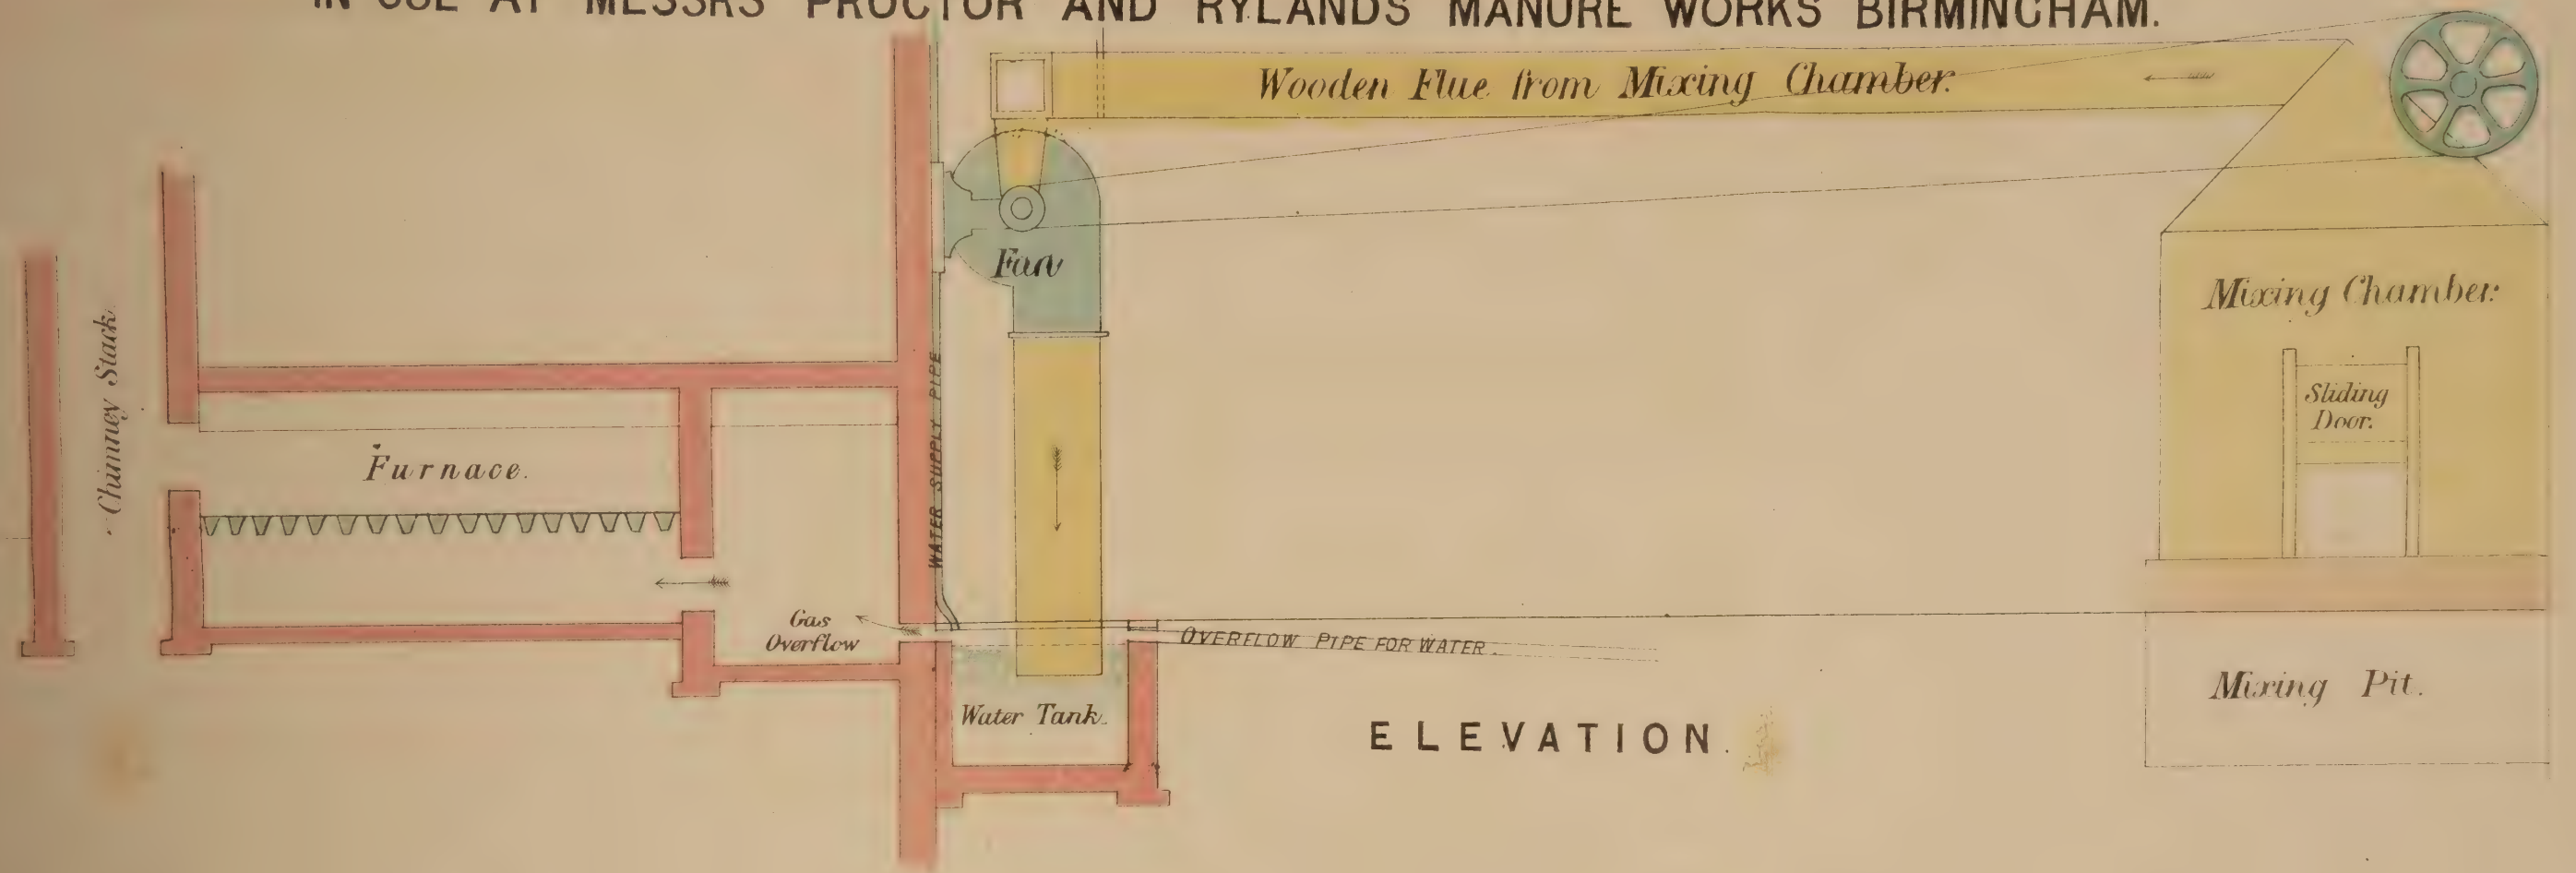 IN USE AT MESSRS PROCTOR AND RYLANDS MANURE WORKS BIRMINGHAM.
Wooden Flue from Mixing Chamber.
Fan
Mixing Chamber.
Sliding
Door.
Chimney Stack
Furnace.
WATER SUPPLY PIPE
Gas
Overflow
OVERFLOW PIPE FOR WATER.
Water Tank.
Mixing Pit.
ELEVATION.